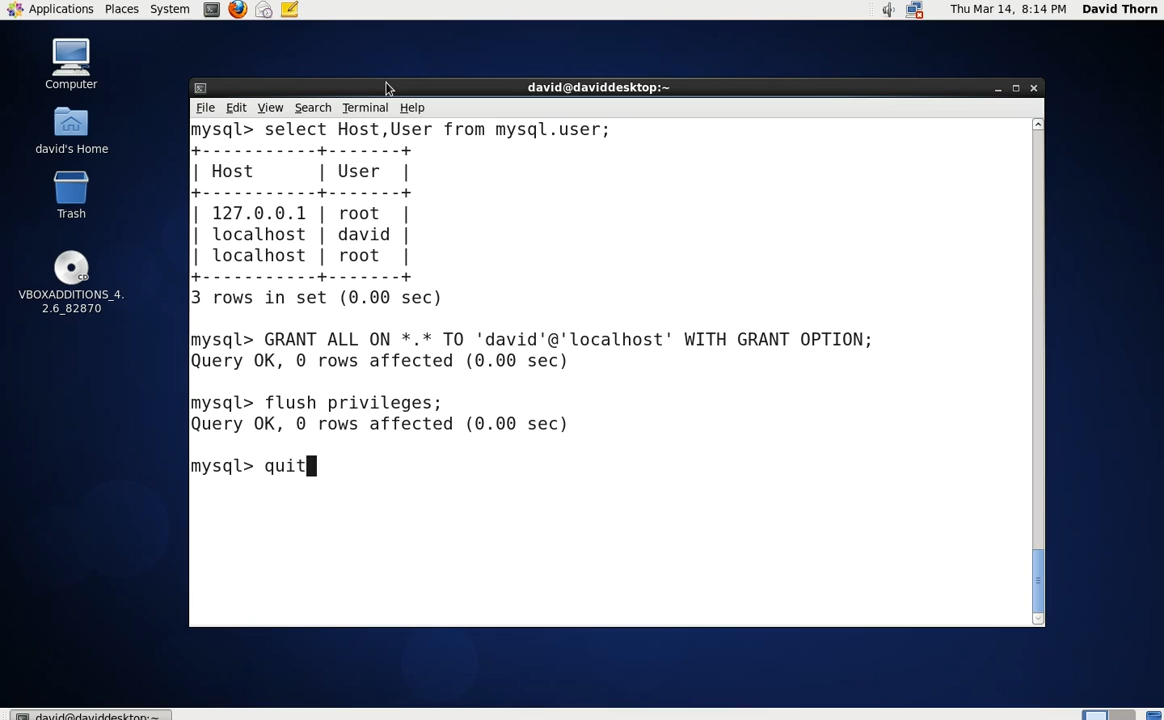 Applications Places System
Thu Mar 14, 8:14 PM David Thorn
Computer
david's Home
Trash
CD
VBOXADDITIONS_4.
2.6_82870
david@daviddesktop:~
File Edit View Search Terminal Help
mysql> select Host,User from mysql.user;
+-----------+-------+
| Host      | User  |
+-----------+-------+
| 127.0.0.1 | root  |
| localhost | david |
| localhost | root  |
+-----------+-------+
3 rows in set (0.00 sec)
mysql> GRANT ALL ON *.* TO 'david'@'localhost' WITH GRANT OPTION;
Query OK, 0 rows affected (0.00 sec)
mysql> flush privileges;
Query OK, 0 rows affected (0.00 sec)
mysql> quit
david@daviddesktop:~